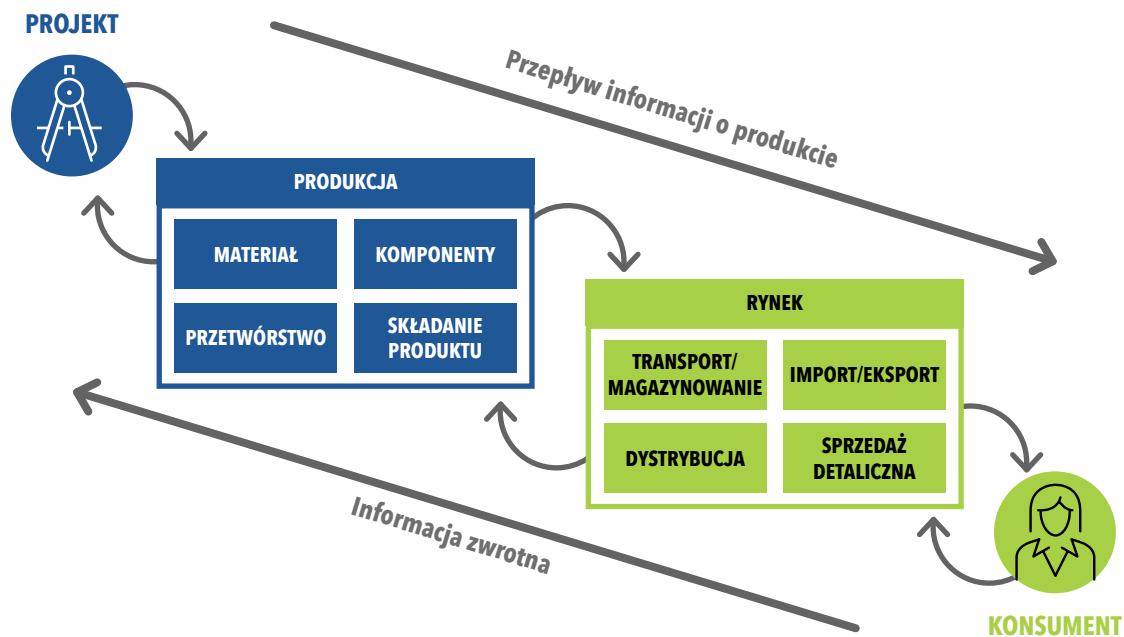 PROJEKT
Przepływ informacji o produkcie
PRODUKCJA
MATERIAŁ
KOMPONENTY
PRZETWÓRSTWO
SKŁADANIE
PRODUKTU
RYNEK
TRANSPORT/
MAGAZYNOWANIE
IMPORT/EKSPORT
DYSTRYBUCJA
SPRZEDAŻ
DETALICZNA
Informacja zwrotna
KONSUMENT